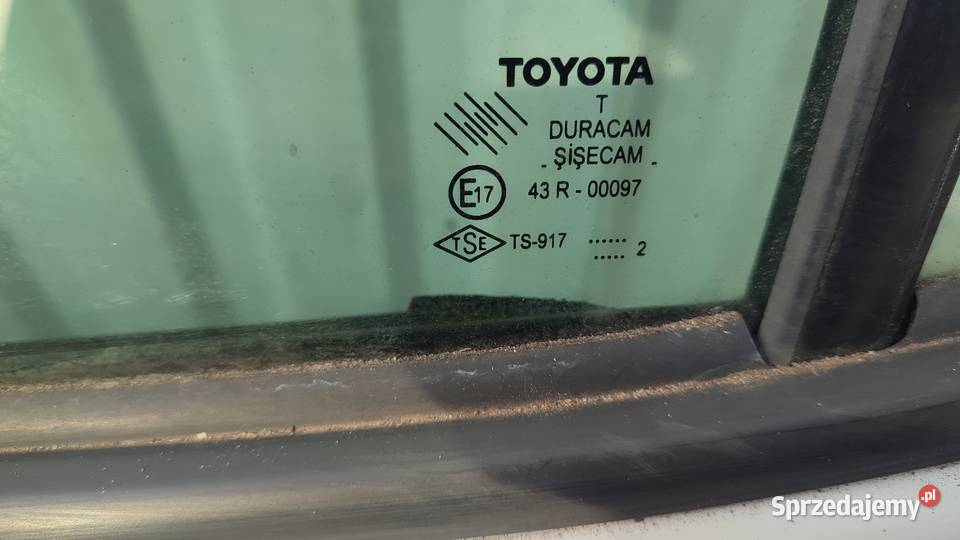 TOYOTA
T
DURACAM
- ŞİŞECAM -
E17 43 R - 00097
TSE TS-917 ...... 
..... 2
Sprzedajemy.pl